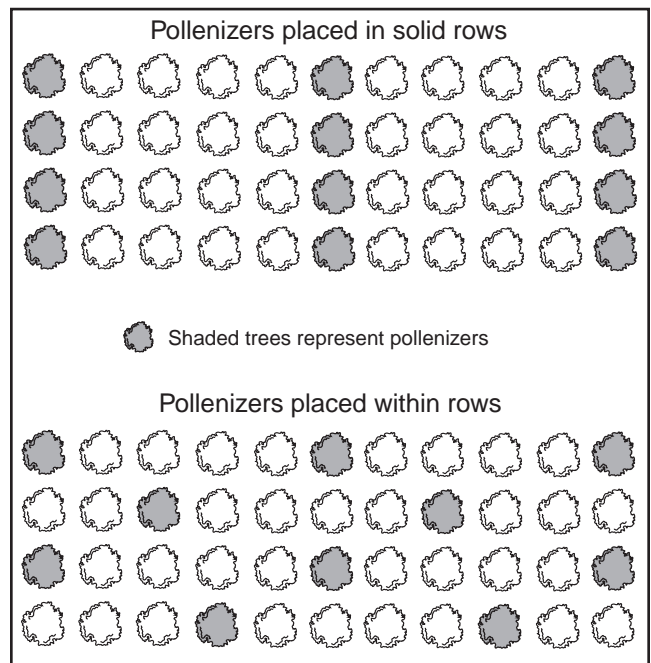 Pollenizers placed in solid rows
Shaded trees represent pollenizers
Pollenizers placed within rows